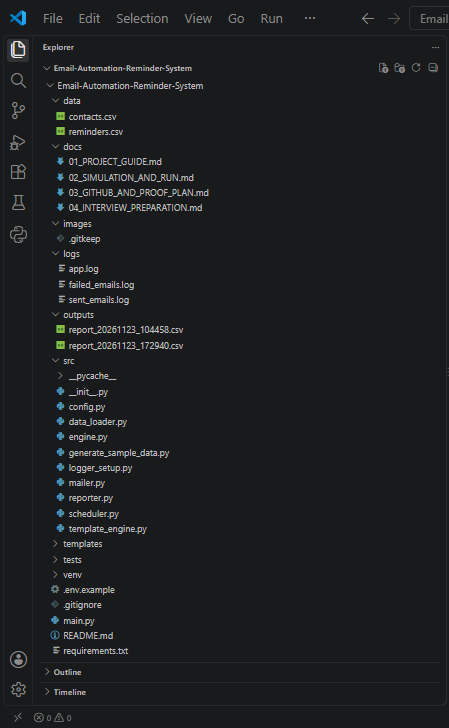 File Edit Selection View Go Run ··· Email
Explorer ···
Email-Automation-Reminder-System
Email-Automation-Reminder-System
data
contacts.csv
reminders.csv
docs
01_PROJECT_GUIDE.md
02_SIMULATION_AND_RUN.md
03_GITHUB_AND_PROOF_PLAN.md
04_INTERVIEW_PREPARATION.md
images
.gitkeep
logs
app.log
failed_emails.log
sent_emails.log
outputs
report_20261123_104458.csv
report_20261123_172940.csv
src
__pycache__
__init__.py
config.py
data_loader.py
engine.py
generate_sample_data.py
logger_setup.py
mailer.py
reporter.py
scheduler.py
template_engine.py
templates
tests
venv
.env.example
.gitignore
main.py
README.md
requirements.txt
Outline
Timeline
0 0